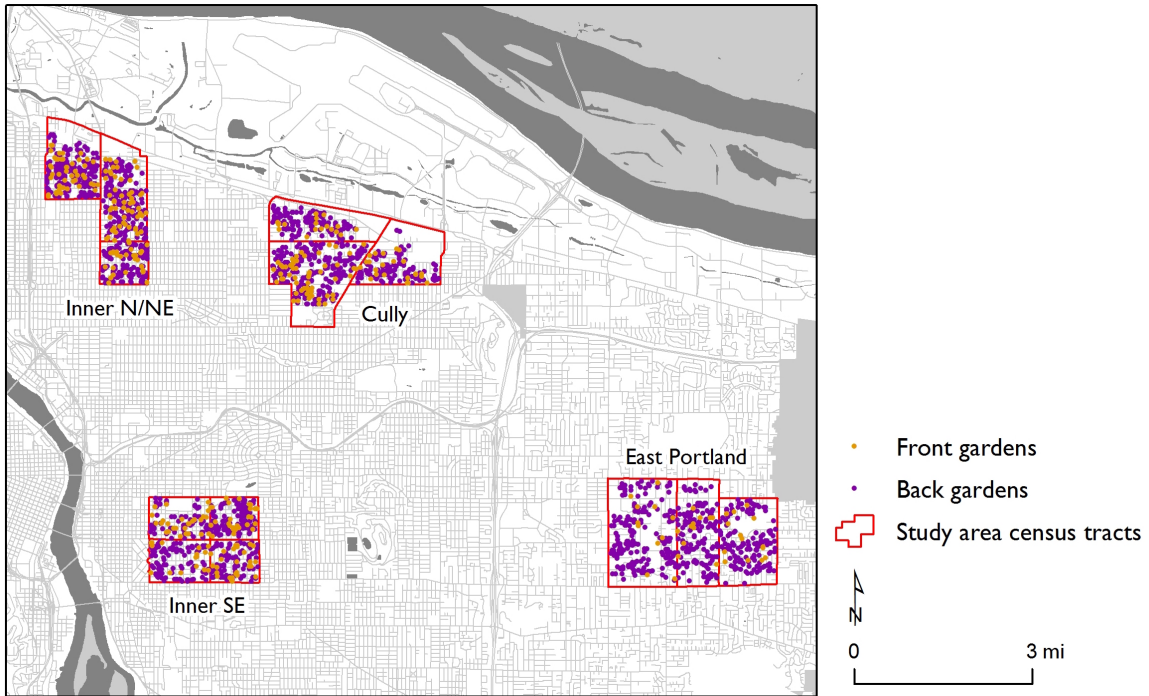 Inner N/NE
Cully
East Portland
Inner SE
Front gardens
Back gardens
Study area census tracts
N
0 3 mi